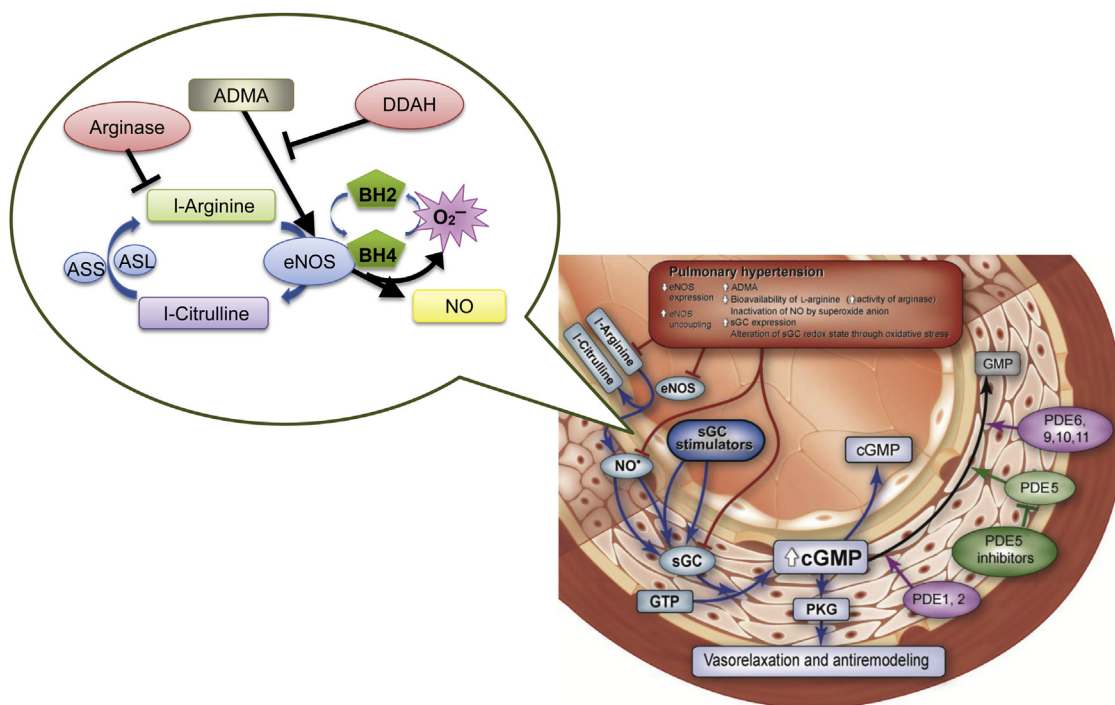 ADMA
DDAH
Arginase
BH2
l-Arginine
O₂⁻
BH4
ASS
ASL
eNOS
l-Citrulline
NO
Pulmonary hypertension
⇩eNOS expression
⇧eNOS uncoupling
⇧ADMA
⇩Bioavailability of L-arginine (⇧activity of arginase)
Inactivation of NO by superoxide anion
⇧sGC expression
Alteration of sGC redox state through oxidative stress
l-Arginine
l-Citrulline
eNOS
GMP
sGC
stimulators
cGMP
PDE6,
9,10,11
NO•
PDE5
sGC
⇧cGMP
PDE5
inhibitors
GTP
PKG
PDE1, 2
Vasorelaxation and antiremodeling